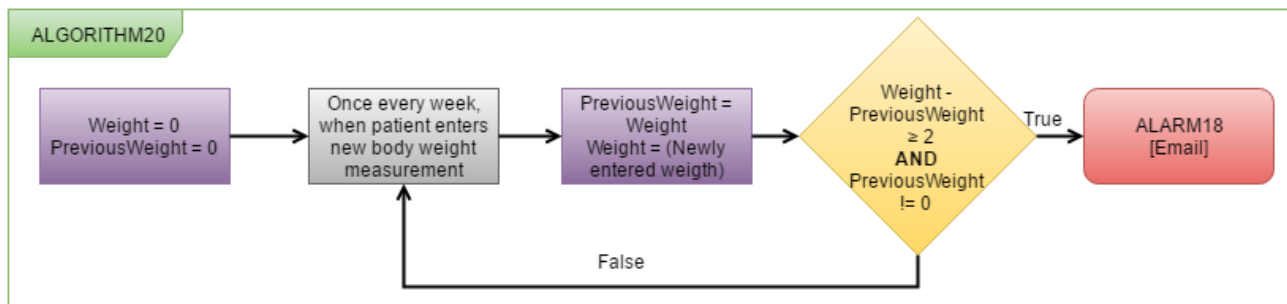 ALGORITHM20
Weight = 0
PreviousWeight = 0
Once every week,
when patient enters
new body weight
measurement
PreviousWeight =
Weight
Weight = (Newly
entered weigth)
Weight -
PreviousWeight
≥ 2
AND
PreviousWeight
!= 0
True
ALARM18
[Email]
False